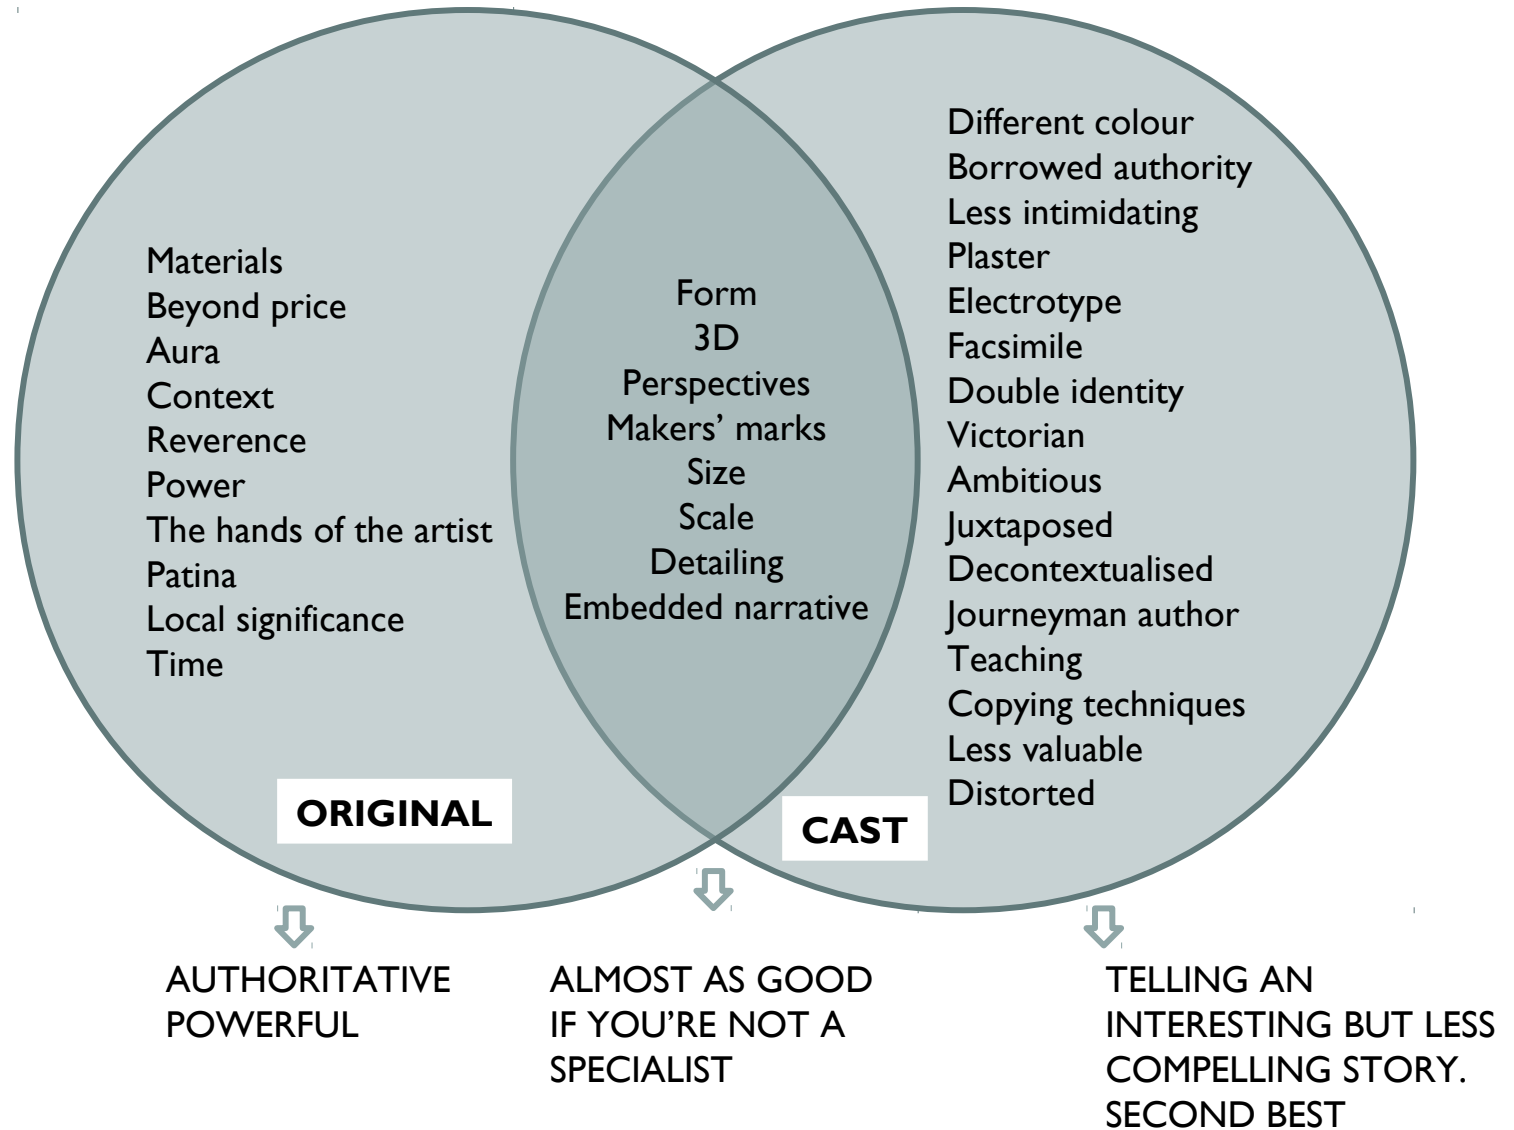 Materials
Beyond price
Aura
Context
Reverence
Power
The hands of the artist
Patina
Local significance
Time
ORIGINAL
Form
3D
Perspectives
Makers’ marks
Size
Scale
Detailing
Embedded narrative
Different colour
Borrowed authority
Less intimidating
Plaster
Electrotype
Facsimile
Double identity
Victorian
Ambitious
Juxtaposed
Decontextualised
Journeyman author
Teaching
Copying techniques
Less valuable
Distorted
CAST
AUTHORITATIVE
POWERFUL
ALMOST AS GOOD
IF YOU’RE NOT A
SPECIALIST
TELLING AN
INTERESTING BUT LESS
COMPELLING STORY.
SECOND BEST